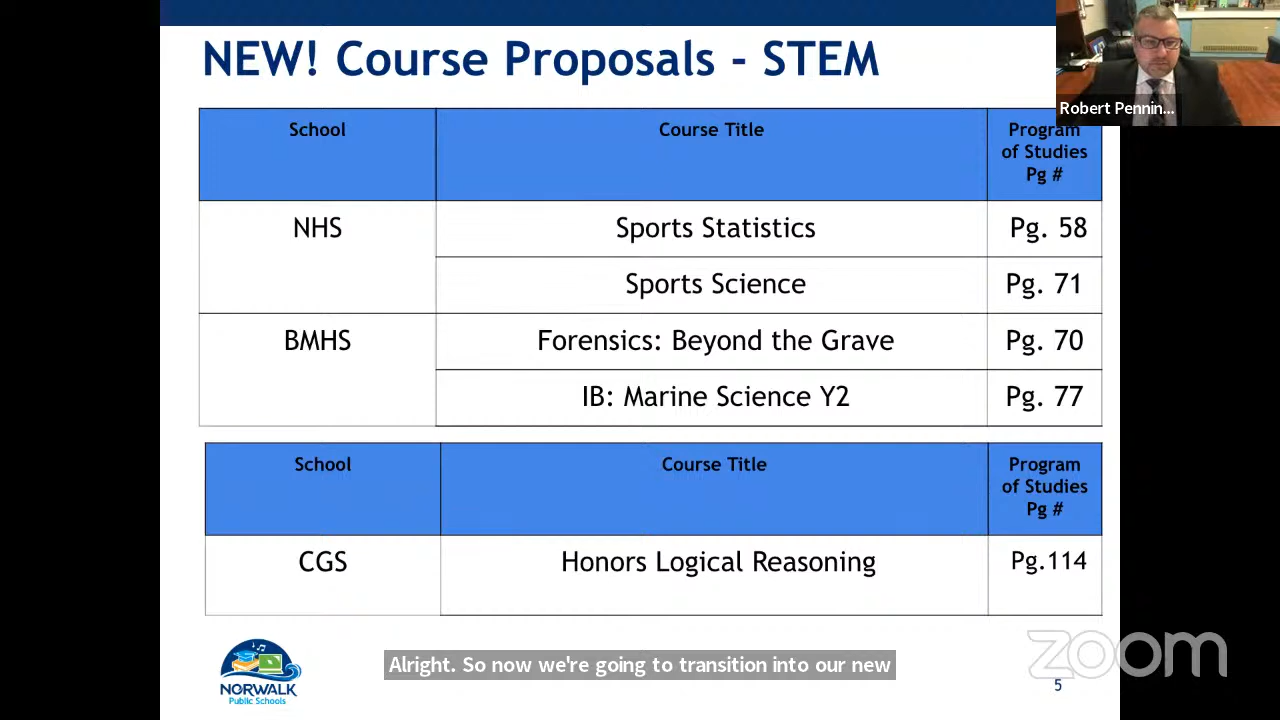 NEW! Course Proposals - STEM
Robert Pennin...
School Course Title Program
of Studies
Pg #
NHS Sports Statistics Pg. 58
Sports Science Pg. 71
BMHS Forensics: Beyond the Grave Pg. 70
IB: Marine Science Y2 Pg. 77
School Course Title Program
of Studies
Pg #
CGS Honors Logical Reasoning Pg.114
NORWALK
Public Schools
Alright. So now we're going to transition into our new
zoom
5